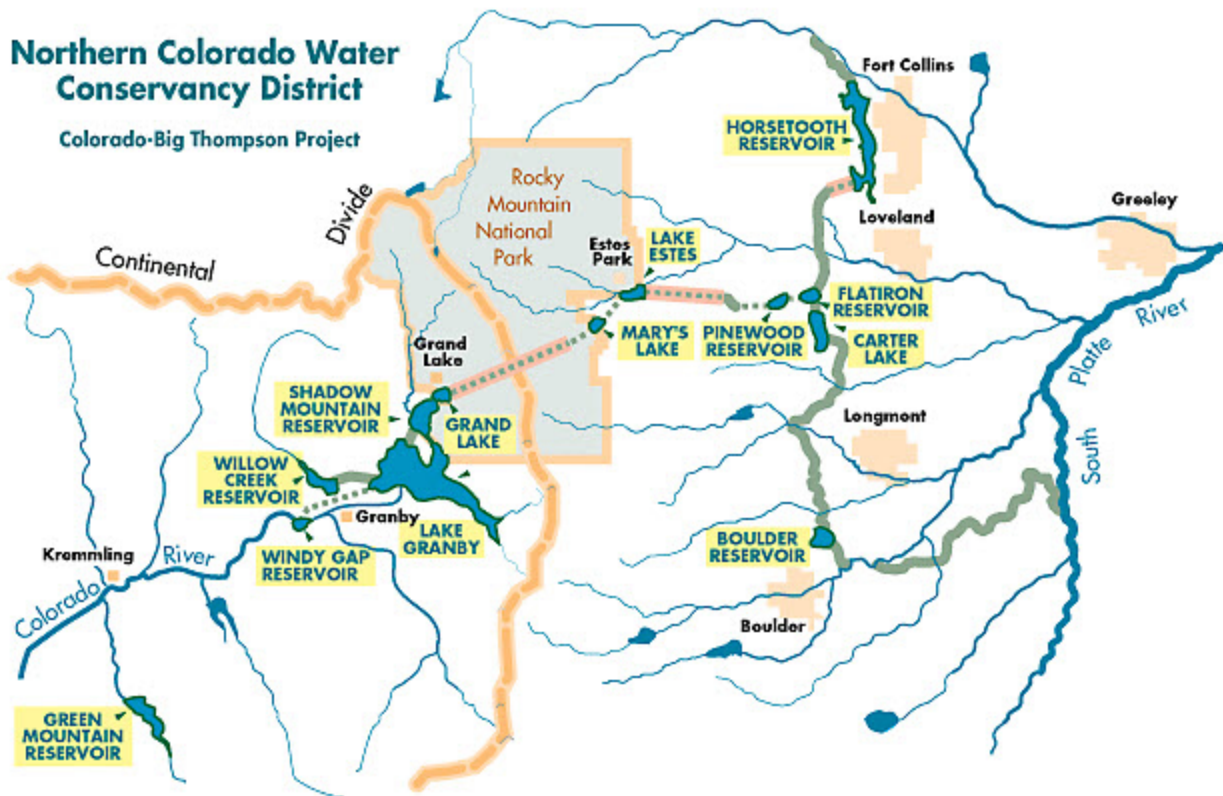 Northern Colorado Water
Conservancy District
Colorado-Big Thompson Project
Fort Collins
HORSETOOTH
RESERVOIR
Rocky
Mountain
National
Park
Divide
Continental
Greeley
Loveland
Estes
Park
LAKE
ESTES
FLATIRON
RESERVOIR
MARY'S
LAKE
PINEWOOD
RESERVOIR
CARTER
LAKE
River
Platte
South
Grand
Lake
SHADOW
MOUNTAIN
RESERVOIR
GRAND
LAKE
Longmont
WILLOW
CREEK
RESERVOIR
Granby
LAKE
GRANBY
BOULDER
RESERVOIR
Kremmling
River
WINDY GAP
RESERVOIR
Colorado
Boulder
GREEN
MOUNTAIN
RESERVOIR